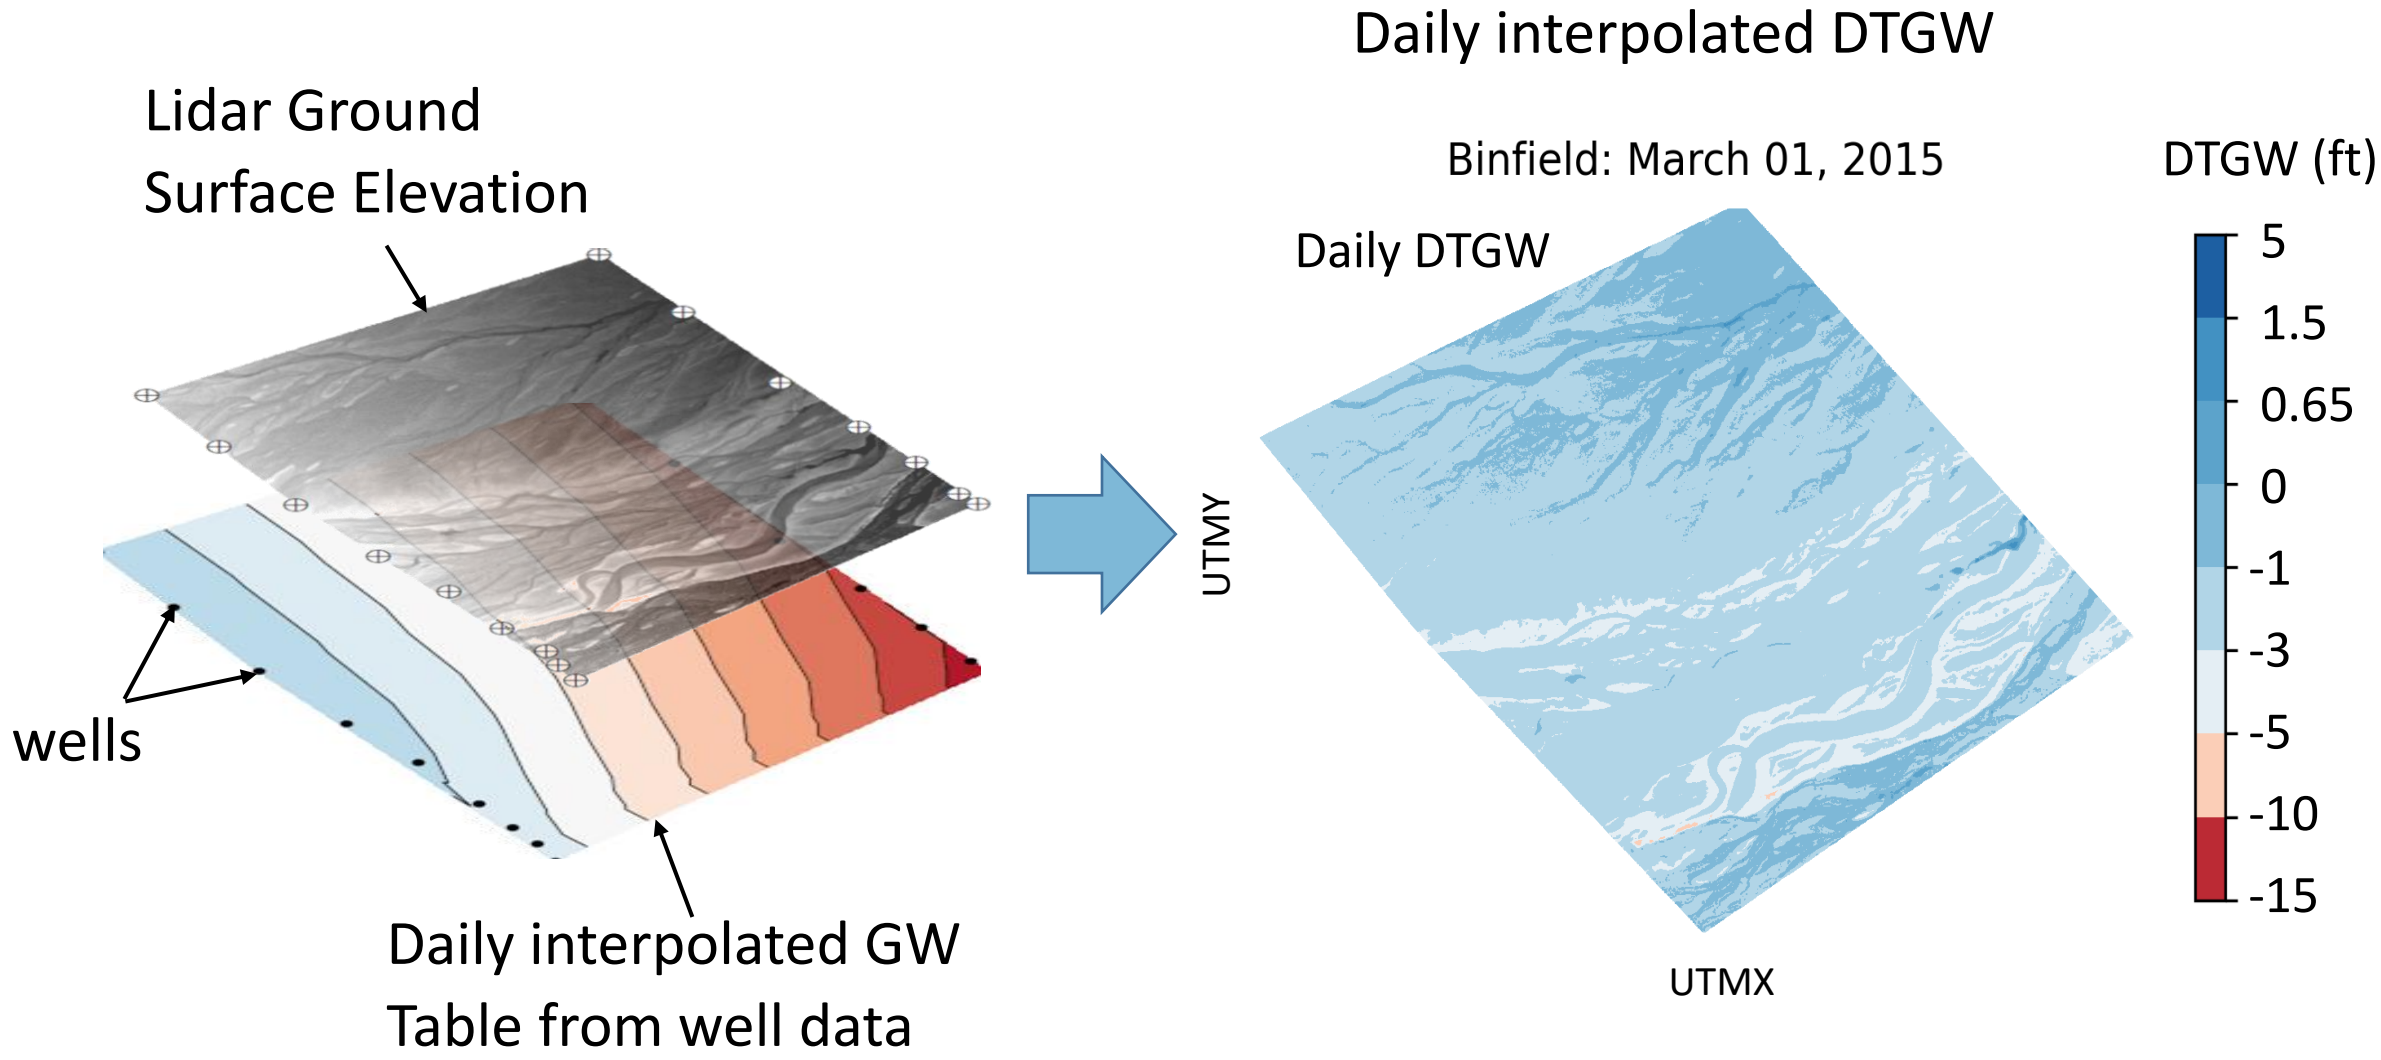 Daily interpolated DTGW
Lidar Ground
Surface Elevation
wells
Daily interpolated GW
Table from well data
Binfield: March 01, 2015
Daily DTGW
UTMY
UTMX
DTGW (ft)
5
1.5
0.65
0
-1
-3
-5
-10
-15